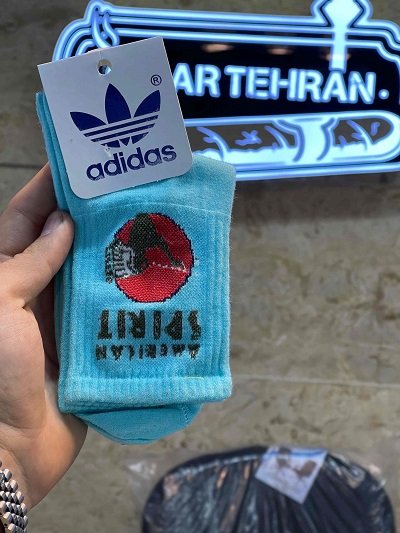 AR TEHRAN.
®
adidas
AMERICAN
SPIRIT